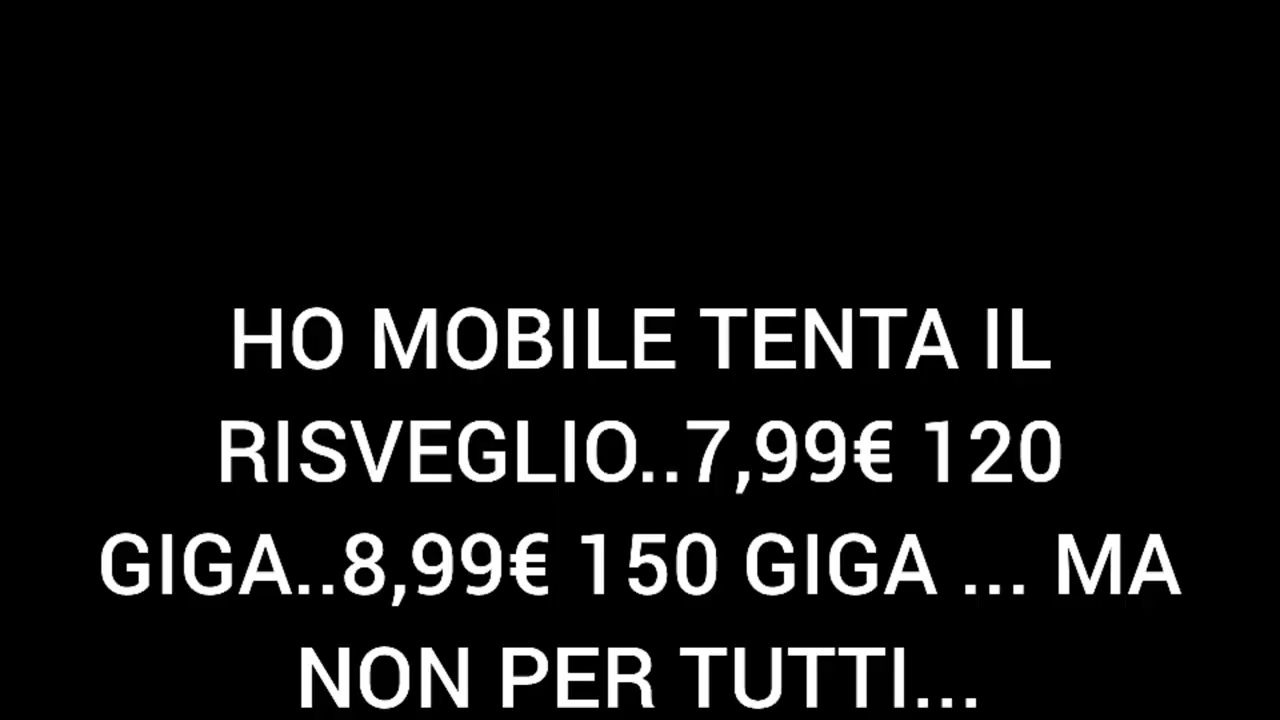 HO MOBILE TENTA IL
RISVEGLIO..7,99€ 120
GIGA..8,99€ 150 GIGA ... MA
NON PER TUTTI...